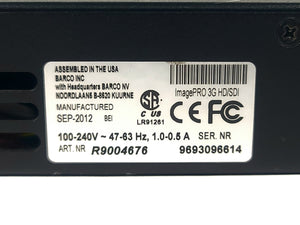 ASSEMBLED IN THE USA
BARCO INC
with Headquarters BARCO NV
NOORDLAAN5 B-8520 KUURNE
ImagePRO 3G HD/SDI
MANUFACTURED
SEP-2012 BEI
SA
C US
LR91261
CE FC
100-240V ~ 47-63 Hz, 1.0-0.5 A SER. NR
ART. NR R9004676 9693096614